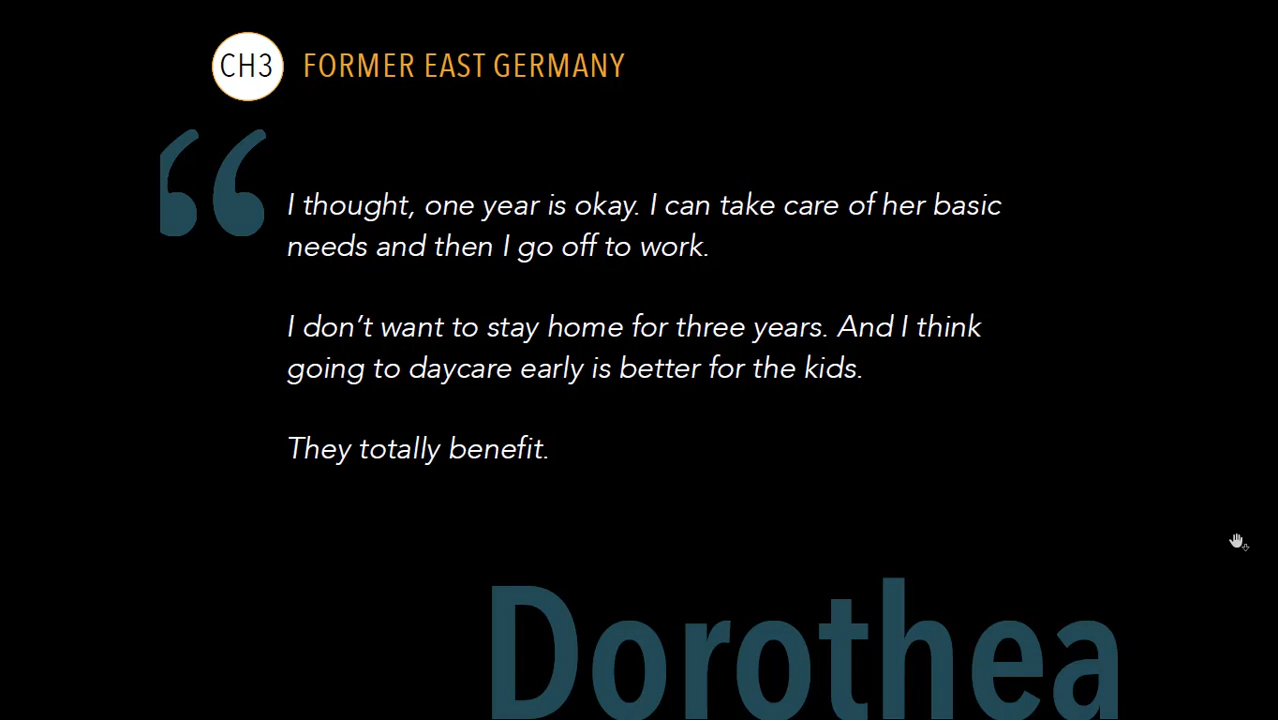 CH3 FORMER EAST GERMANY
“
I thought, one year is okay. I can take care of her basic
needs and then I go off to work.
I don’t want to stay home for three years. And I think
going to daycare early is better for the kids.
They totally benefit.
Dorothea